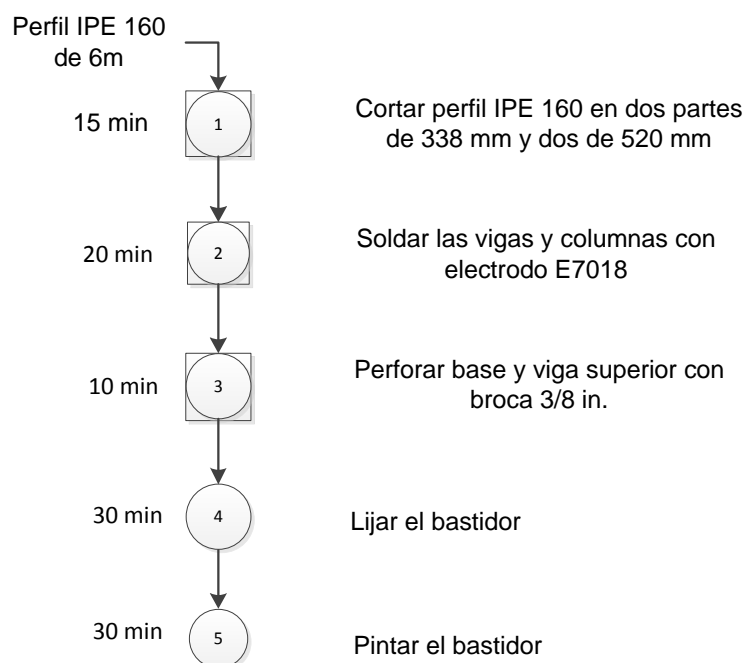 Perfil IPE 160
de 6m
15 min
1
Cortar perfil IPE 160 en dos partes
de 338 mm y dos de 520 mm
20 min
2
Soldar las vigas y columnas con
electrodo E7018
10 min
3
Perforar base y viga superior con
broca 3/8 in.
30 min
4
Lijar el bastidor
30 min
5
Pintar el bastidor